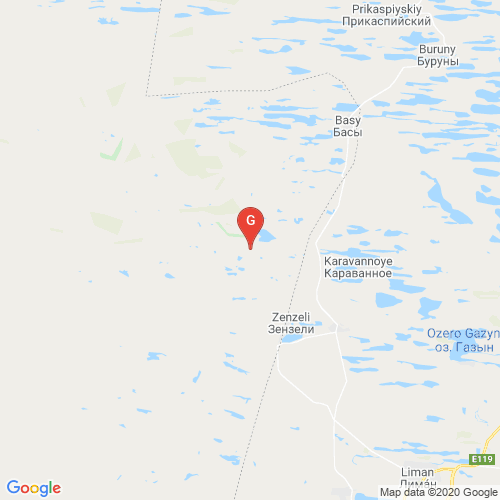 Prikaspiyskiy
Прикаспийский
Buruny
Буруны
Basy
Басы
G
Karavannoye
Караванное
Zenzeli
Зензели
Ozero Gazyn
оз. Газын
E119
Liman
Лиман
Google
Map data ©2020 Google